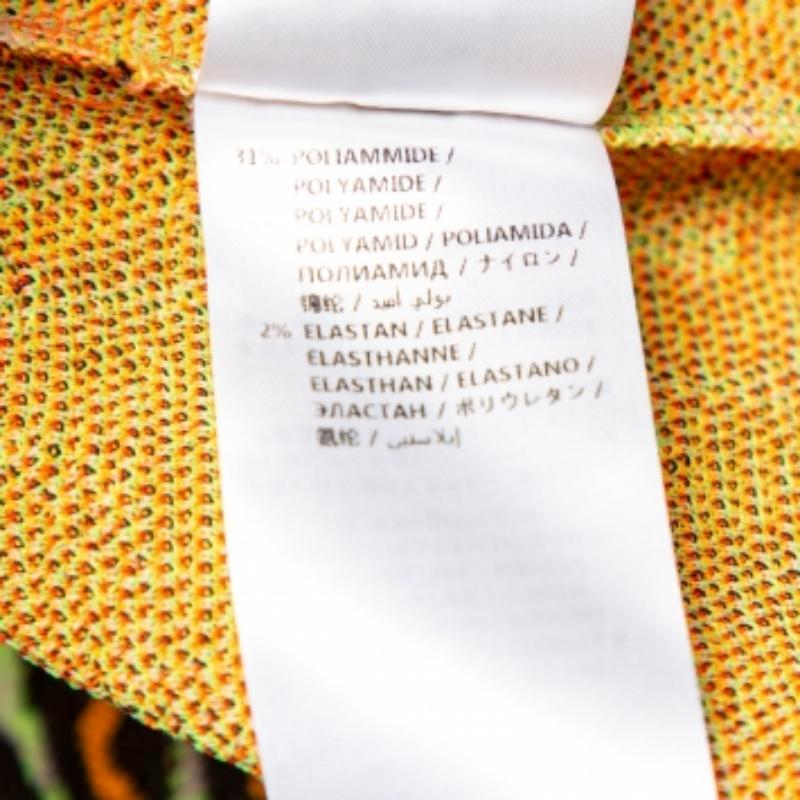 31% POLIAMMIDE /
POLYAMIDE /
POLYAMIDE /
POLYAMID / POLIAMIDA /
ПОЛИАМИД / ナイロン /
锦纶 / بولي أميد
2% ELASTAN / ELASTANE /
ELASTHANNE /
ELASTHAN / ELASTANO /
ЭЛАСТАН / ポリウレタン /
氨纶 /